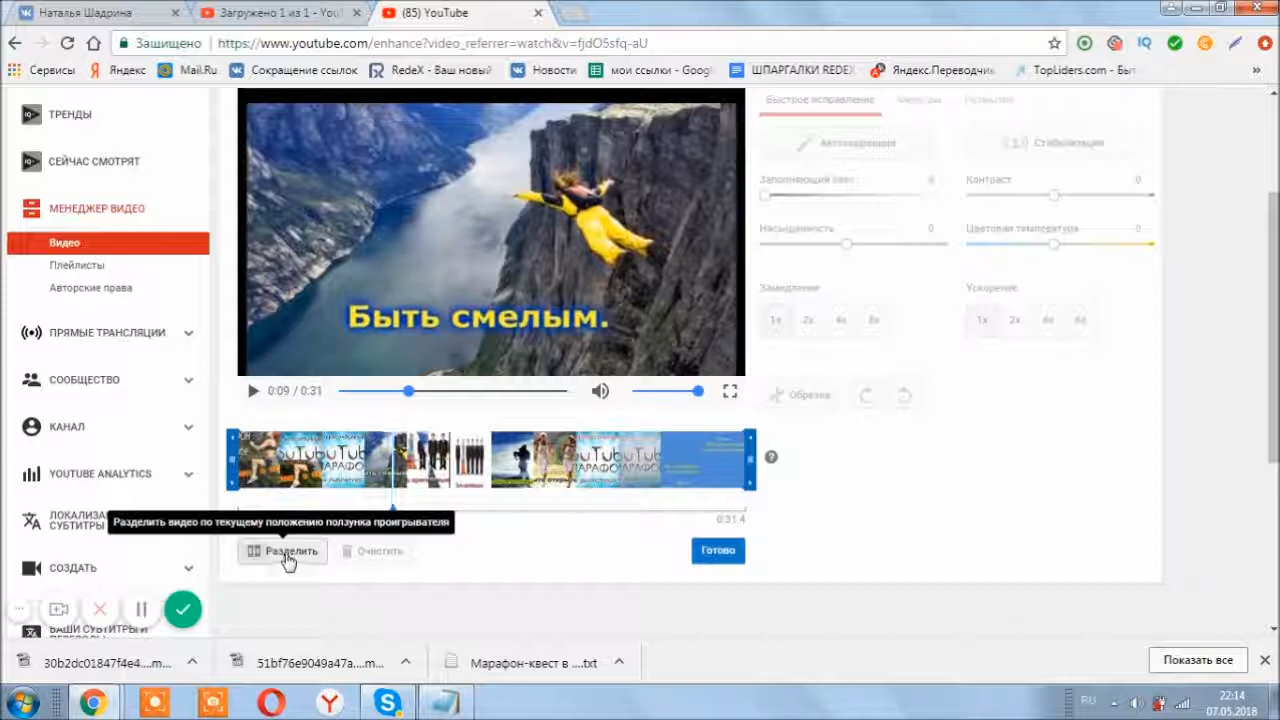 Наталья Шадрина
Загружено 1 из 1 - You
(85) YouTube
Защищено
https://www.youtube.com/enhance?video_referrer=watch&v=fjdO5sfq-aU
Сервисы
Яндекс
Mail.Ru
Сокращение ссылок
RedeX - Ваш новый
Новости
мои ссылки - Googl
ШПАРГАЛКИ REDEX
Яндекс.Переводчик
TopLiders.com - Быт
»
ТРЕНДЫ
СЕЙЧАС СМОТРЯТ
МЕНЕДЖЕР ВИДЕО
Видео
Плейлисты
Авторские права
ПРЯМЫЕ ТРАНСЛЯЦИИ
СООБЩЕСТВО
КАНАЛ
YOUTUBE ANALYTICS
ЛОКАЛИЗА
СУБТИТРЫ
СОЗДАТЬ
ВАШИ СУБТИТРЫ И
Быть смелым.
0:09 / 0:31
Быстрое исправление
Фильтры
Размытие
Автокоррекция
Стабилизация
Заполняющий свет
0
Контраст
0
Насыщенность
0
Цветовая температура
0
Замедление
1x 2x 4x 8x
Ускорение
1x 2x 4x 6x
Обрезка
0:31.4
Разделить видео по текущему положению ползунка проигрывателя
Разделить
Очистить
Готово
30b2dc01847f4e4....m...
51bf76e9049a47a....m...
Марафон-квест в ....txt
Показать все
RU
22:14
07.05.2018